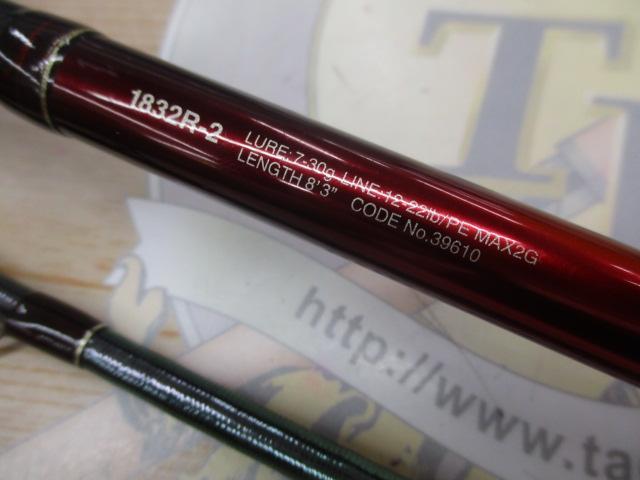 1832R-2
LURE:7-30g LINE:12-22lb/PE MAX2G
LENGTH 8'3" CODE No.39610
http://www.ta